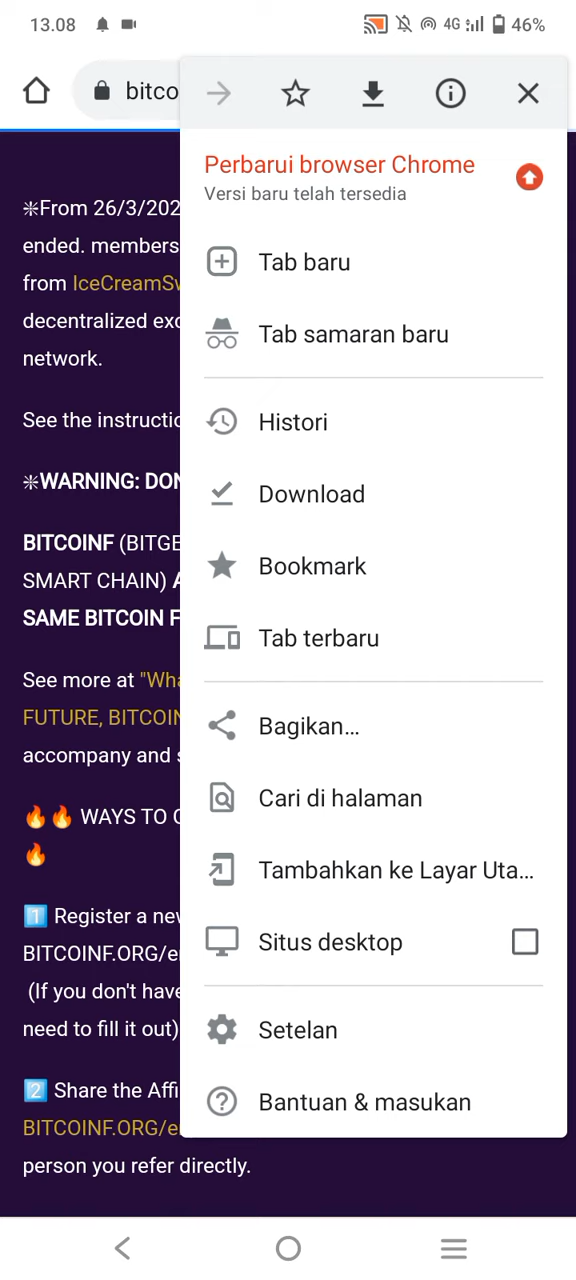 13.08 4G 46%
bitco
Perbarui browser Chrome
Versi baru telah tersedia
Tab baru
Tab samaran baru
Histori
Download
Bookmark
Tab terbaru
Bagikan...
Cari di halaman
Tambahkan ke Layar Uta...
Situs desktop
Setelan
Bantuan & masukan
❇From 26/3/202
ended. members
from IceCreamSw
decentralized exc
network.
See the instructio
❇WARNING: DON
BITCOINF (BITGE
SMART CHAIN) A
SAME BITCOIN F
See more at "Wha
FUTURE, BITCOIN
accompany and s
🔥🔥 WAYS TO
🔥
1️⃣ Register a new
BITCOINF.ORG/en
(If you don't have
need to fill it out)
2️⃣ Share the Affi
BITCOINF.ORG/en
person you refer directly.